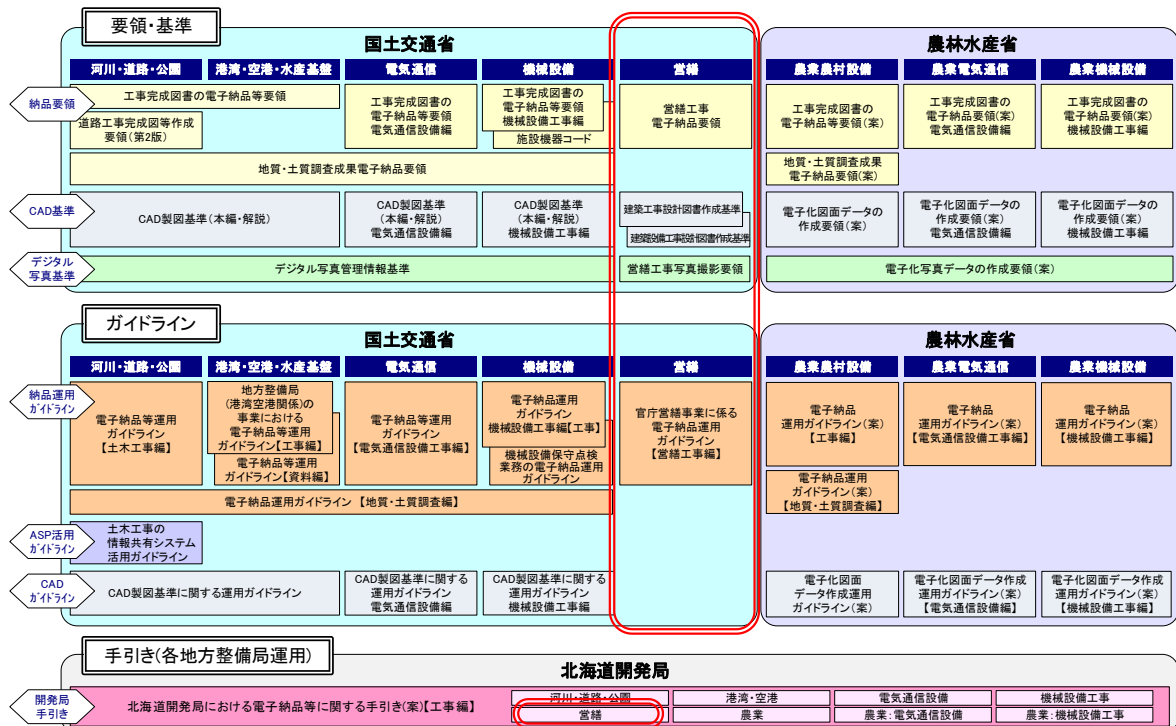 要領・基準
国土交通省
農林水産省
河川・道路・公園
港湾・空港・水産基盤
電気通信
機械設備
営繕
農業農村設備
農業電気通信
農業機械設備
納品要領
工事完成図書の電子納品等要領
道路工事完成図等作成
要領(第2版)
工事完成図書の
電子納品等要領
電気通信設備編
工事完成図書の
電子納品等要領
機械設備工事編
施設機器コード
営繕工事
電子納品要領
工事完成図書の
電子納品等要領(案)
工事完成図書の
電子納品要領(案)
電気通信設備編
工事完成図書の
電子納品要領(案)
機械設備工事編
地質・土質調査成果電子納品要領
地質・土質調査成果
電子納品要領(案)
CAD基準
CAD製図基準(本編・解説)
CAD製図基準
(本編・解説)
電気通信設備編
CAD製図基準
(本編・解説)
機械設備工事編
建築工事設計図書作成基準
建築設備工事設計図書作成基準
電子化図面データの
作成要領(案)
電子化図面データの
作成要領(案)
電気通信設備編
電子化図面データの
作成要領(案)
機械設備工事編
デジタル
写真基準
デジタル写真管理情報基準
営繕工事写真撮影要領
電子化写真データの作成要領(案)
ガイドライン
国土交通省
農林水産省
河川・道路・公園
港湾・空港・水産基盤
電気通信
機械設備
営繕
農業農村設備
農業電気通信
農業機械設備
納品運用
ガイドライン
電子納品等運用
ガイドライン
【土木工事編】
地方整備局
(港湾空港関係)の
事業における
電子納品等運用
ガイドライン【工事編】
電子納品等運用
ガイドライン【資料編】
電子納品等運用
ガイドライン
【電気通信設備工事編】
電子納品運用
ガイドライン
機械設備工事編【工事】
機械設備保守点検
業務の電子納品運用
ガイドライン
官庁営繕事業に係る
電子納品運用
ガイドライン
【営繕工事編】
電子納品
運用ガイドライン(案)
【工事編】
電子納品
運用ガイドライン(案)
【電気通信設備工事編】
電子納品
運用ガイドライン(案)
【機械設備工事編】
電子納品運用ガイドライン 【地質・土質調査編】
電子納品運用
ガイドライン(案)
【地質・土質調査編】
ASP活用
ガイドライン
土木工事の
情報共有システム
活用ガイドライン
CAD
ガイドライン
CAD製図基準に関する運用ガイドライン
CAD製図基準に関する
運用ガイドライン
電気通信設備編
CAD製図基準に関する
運用ガイドライン
機械設備工事編
電子化図面
データ作成運用
ガイドライン(案)
電子化図面データ作成
運用ガイドライン(案)
【電気通信設備編】
電子化図面データ作成
運用ガイドライン(案)
【機械設備工事編】
手引き(各地方整備局運用)
北海道開発局
開発局
手引き
北海道開発局における電子納品等に関する手引き(案)【工事編】
河川・道路・公園
港湾・空港
電気通信設備
機械設備工事
営繕
農業
農業:電気通信設備
農業:機械設備工事